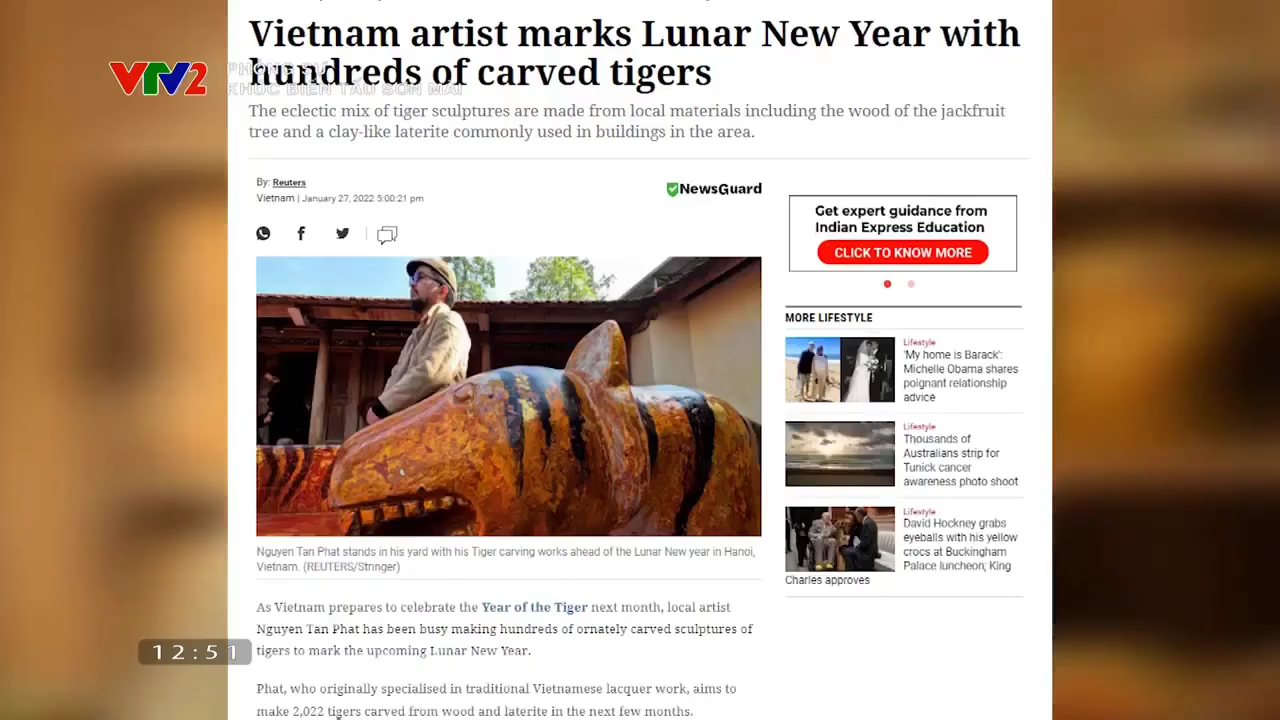 Vietnam artist marks Lunar New Year with
hundreds of carved tigers
VTV2
PHÓNG SỰ
KHÚC BIẾN TẤU SƠN MÀI
The eclectic mix of tiger sculptures are made from local materials including the wood of the jackfruit
tree and a clay-like laterite commonly used in buildings in the area.
By: Reuters
Vietnam | January 27, 2022 5:00:21 pm
NewsGuard
Get expert guidance from
Indian Express Education
CLICK TO KNOW MORE
MORE LIFESTYLE
Lifestyle
'My home is Barack':
Michelle Obama shares
poignant relationship
advice
Lifestyle
Thousands of
Australians strip for
Tunick cancer
awareness photo shoot
Lifestyle
David Hockney grabs
eyeballs with his yellow
crocs at Buckingham
Palace luncheon; King
Charles approves
Nguyen Tan Phat stands in his yard with his Tiger carving works ahead of the Lunar New year in Hanoi,
Vietnam. (REUTERS/Stringer)
As Vietnam prepares to celebrate the Year of the Tiger next month, local artist
Nguyen Tan Phat has been busy making hundreds of ornately carved sculptures of
tigers to mark the upcoming Lunar New Year.
12:51
Phat, who originally specialised in traditional Vietnamese lacquer work, aims to
make 2,022 tigers carved from wood and laterite in the next few months.